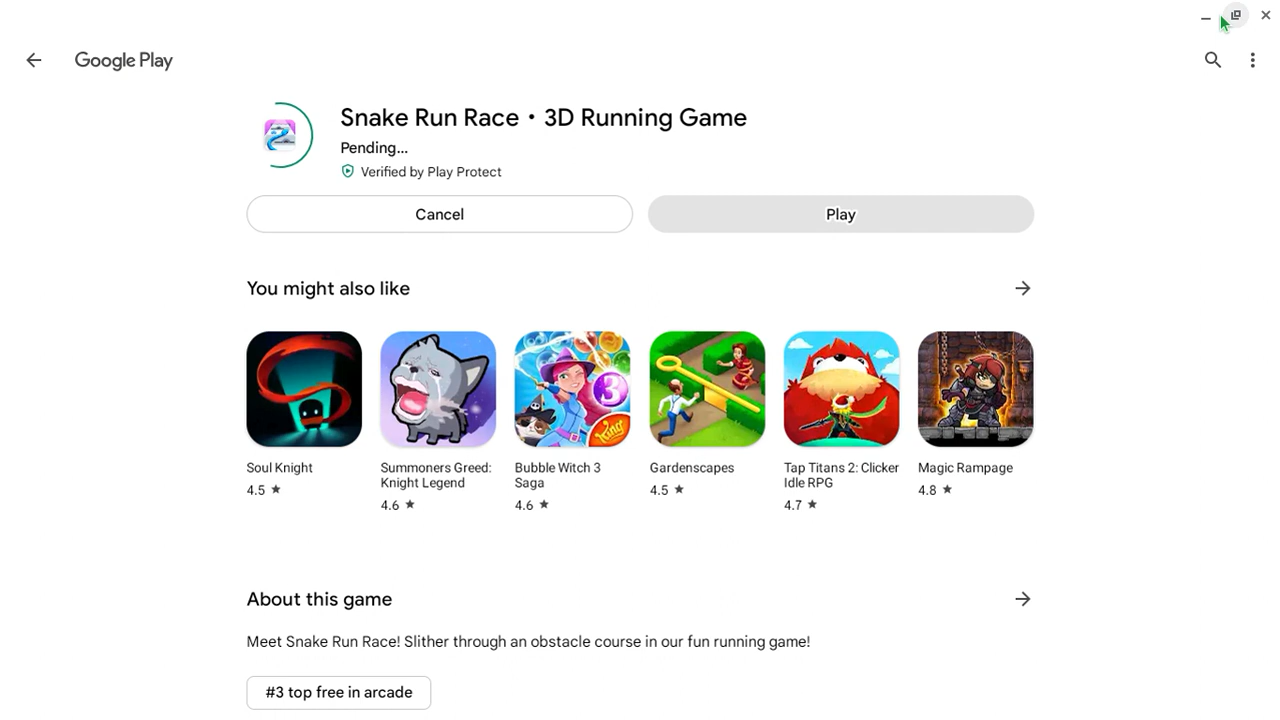 Google Play
Snake Run Race • 3D Running Game
Pending...
Verified by Play Protect
Cancel
Play
You might also like
3
King
Soul Knight
4.5 ★
Summoners Greed:
Knight Legend
4.6 ★
Bubble Witch 3
Saga
4.6 ★
Gardenscapes
4.5 ★
Tap Titans 2: Clicker
Idle RPG
4.7 ★
Magic Rampage
4.8 ★
About this game
Meet Snake Run Race! Slither through an obstacle course in our fun running game!
#3 top free in arcade